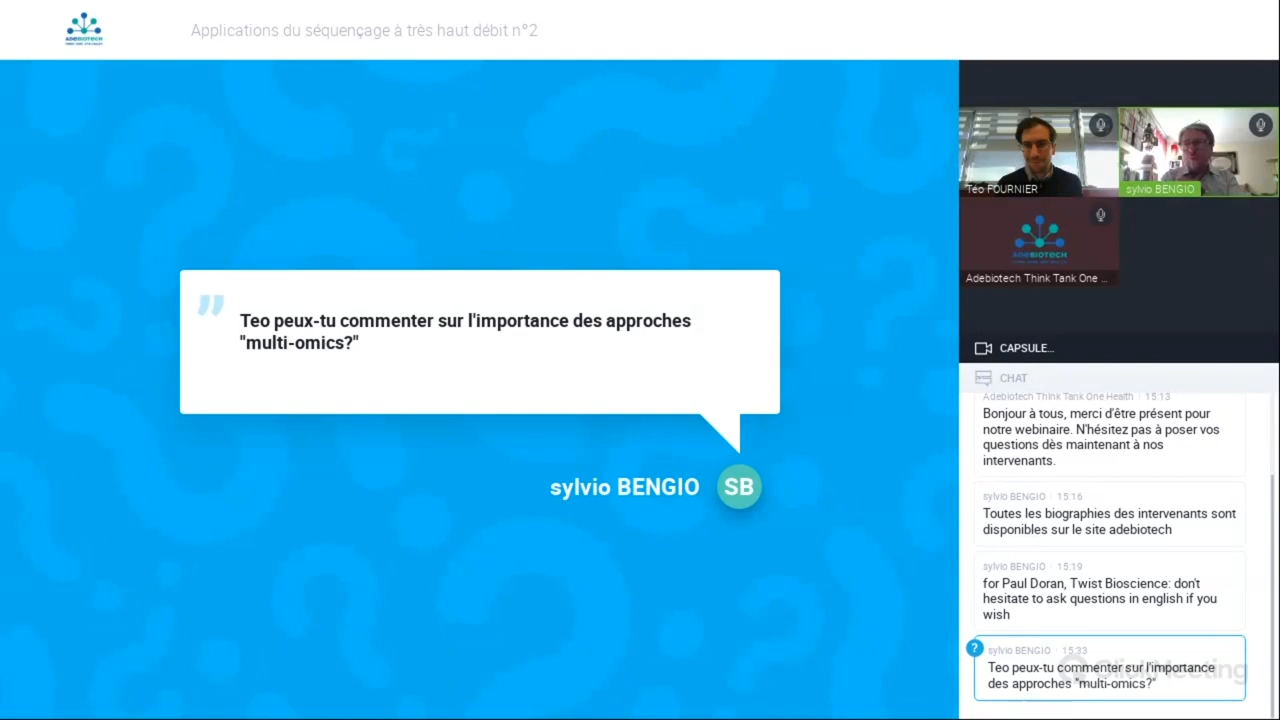 ADEBIOTECH
Applications du séquençage à très haut débit n°2
Teo peux-tu commenter sur l'importance des approches
"multi-omics?"
sylvio BENGIO
SB
Téo FOURNIER
sylvio BENGIO
ADEBIOTECH
Adebiotech Think Tank One ...
CAPSULE...
CHAT
Adebiotech Think Tank One Health 15:13
Bonjour à tous, merci d'être présent pour
notre webinaire. N'hésitez pas à poser vos
questions dès maintenant à nos
intervenants.
sylvio BENGIO 15:16
Toutes les biographies des intervenants sont
disponibles sur le site adebiotech
sylvio BENGIO 15:19
for Paul Doran, Twist Bioscience: don't
hesitate to ask questions in english if you
wish
?
sylvio BENGIO 15:33
Teo peux-tu commenter sur l'importance
des approches "multi-omics?"
ClickMeeting